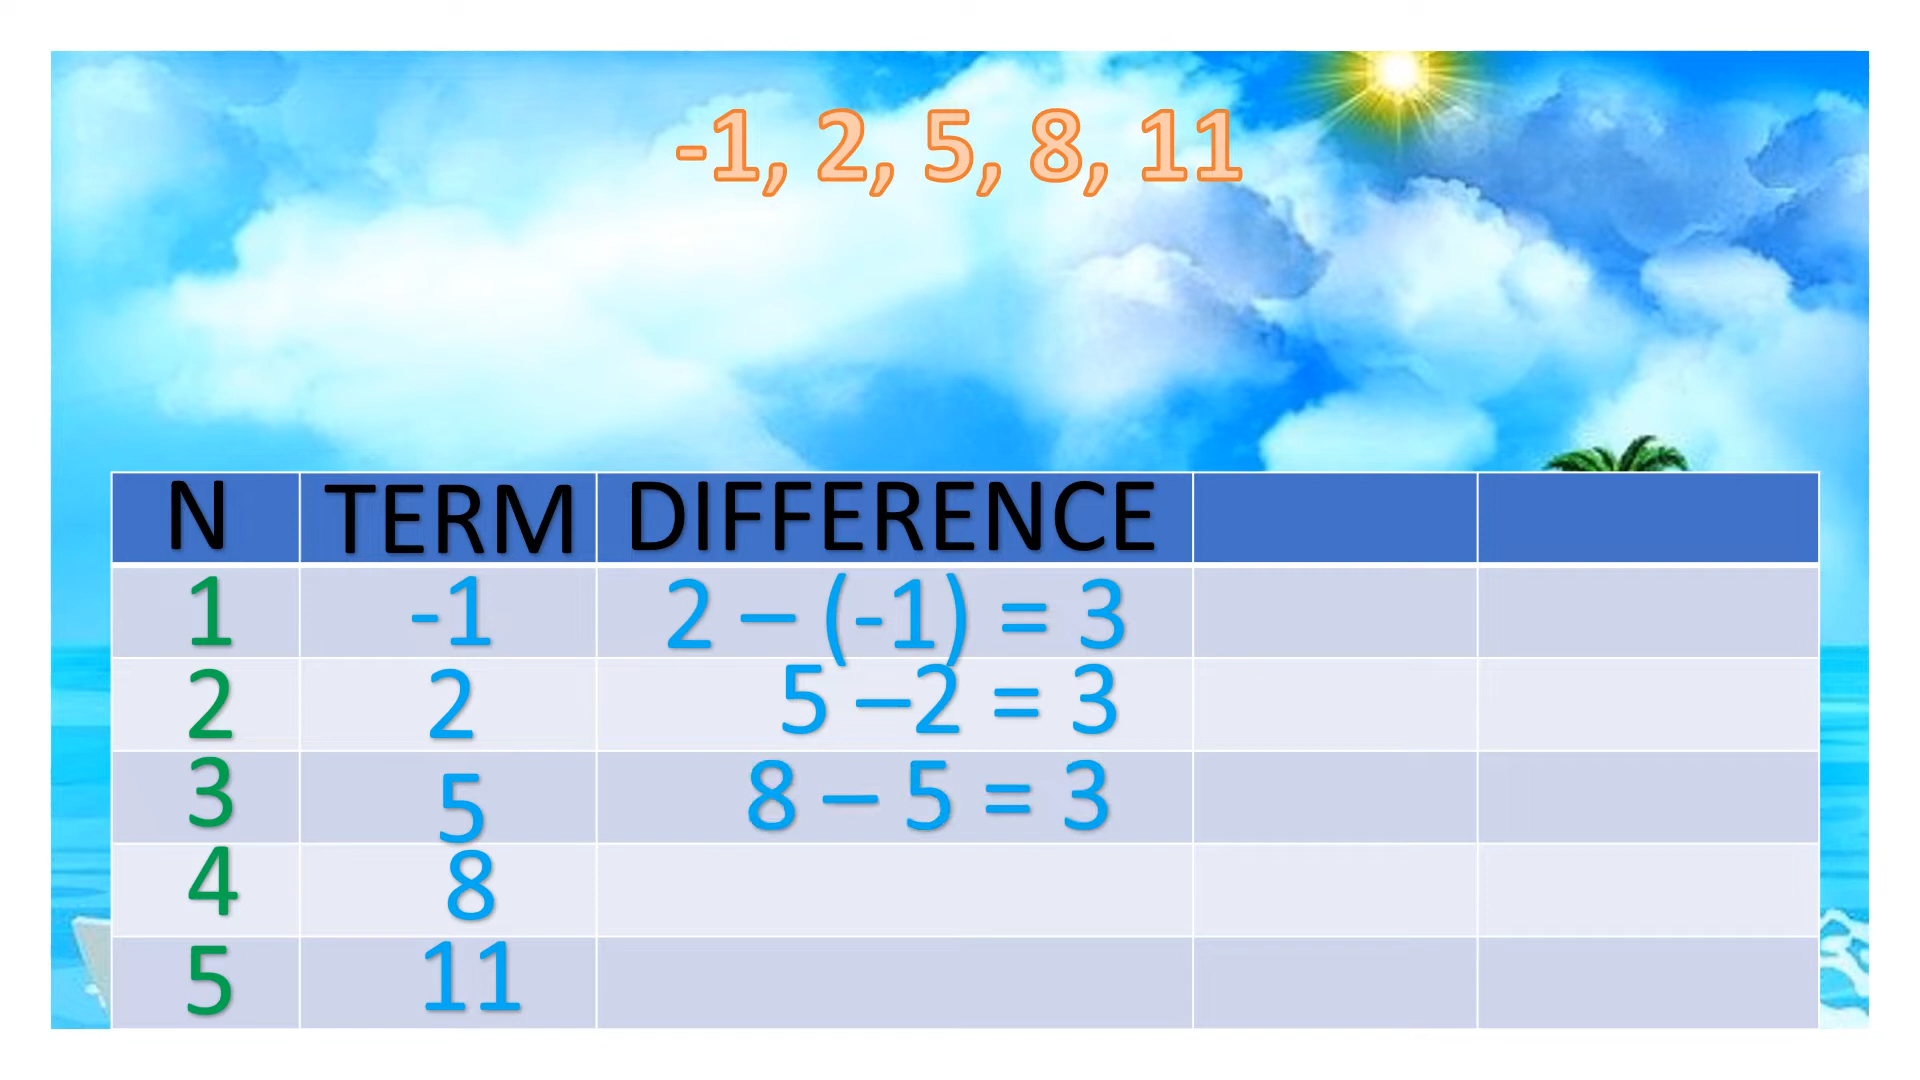 -1, 2, 5, 8, 11
N TERM DIFFERENCE
1 -1 2 – (-1) = 3
2 2 5 –2 = 3
3 5 8 – 5 = 3
4 8
5 11